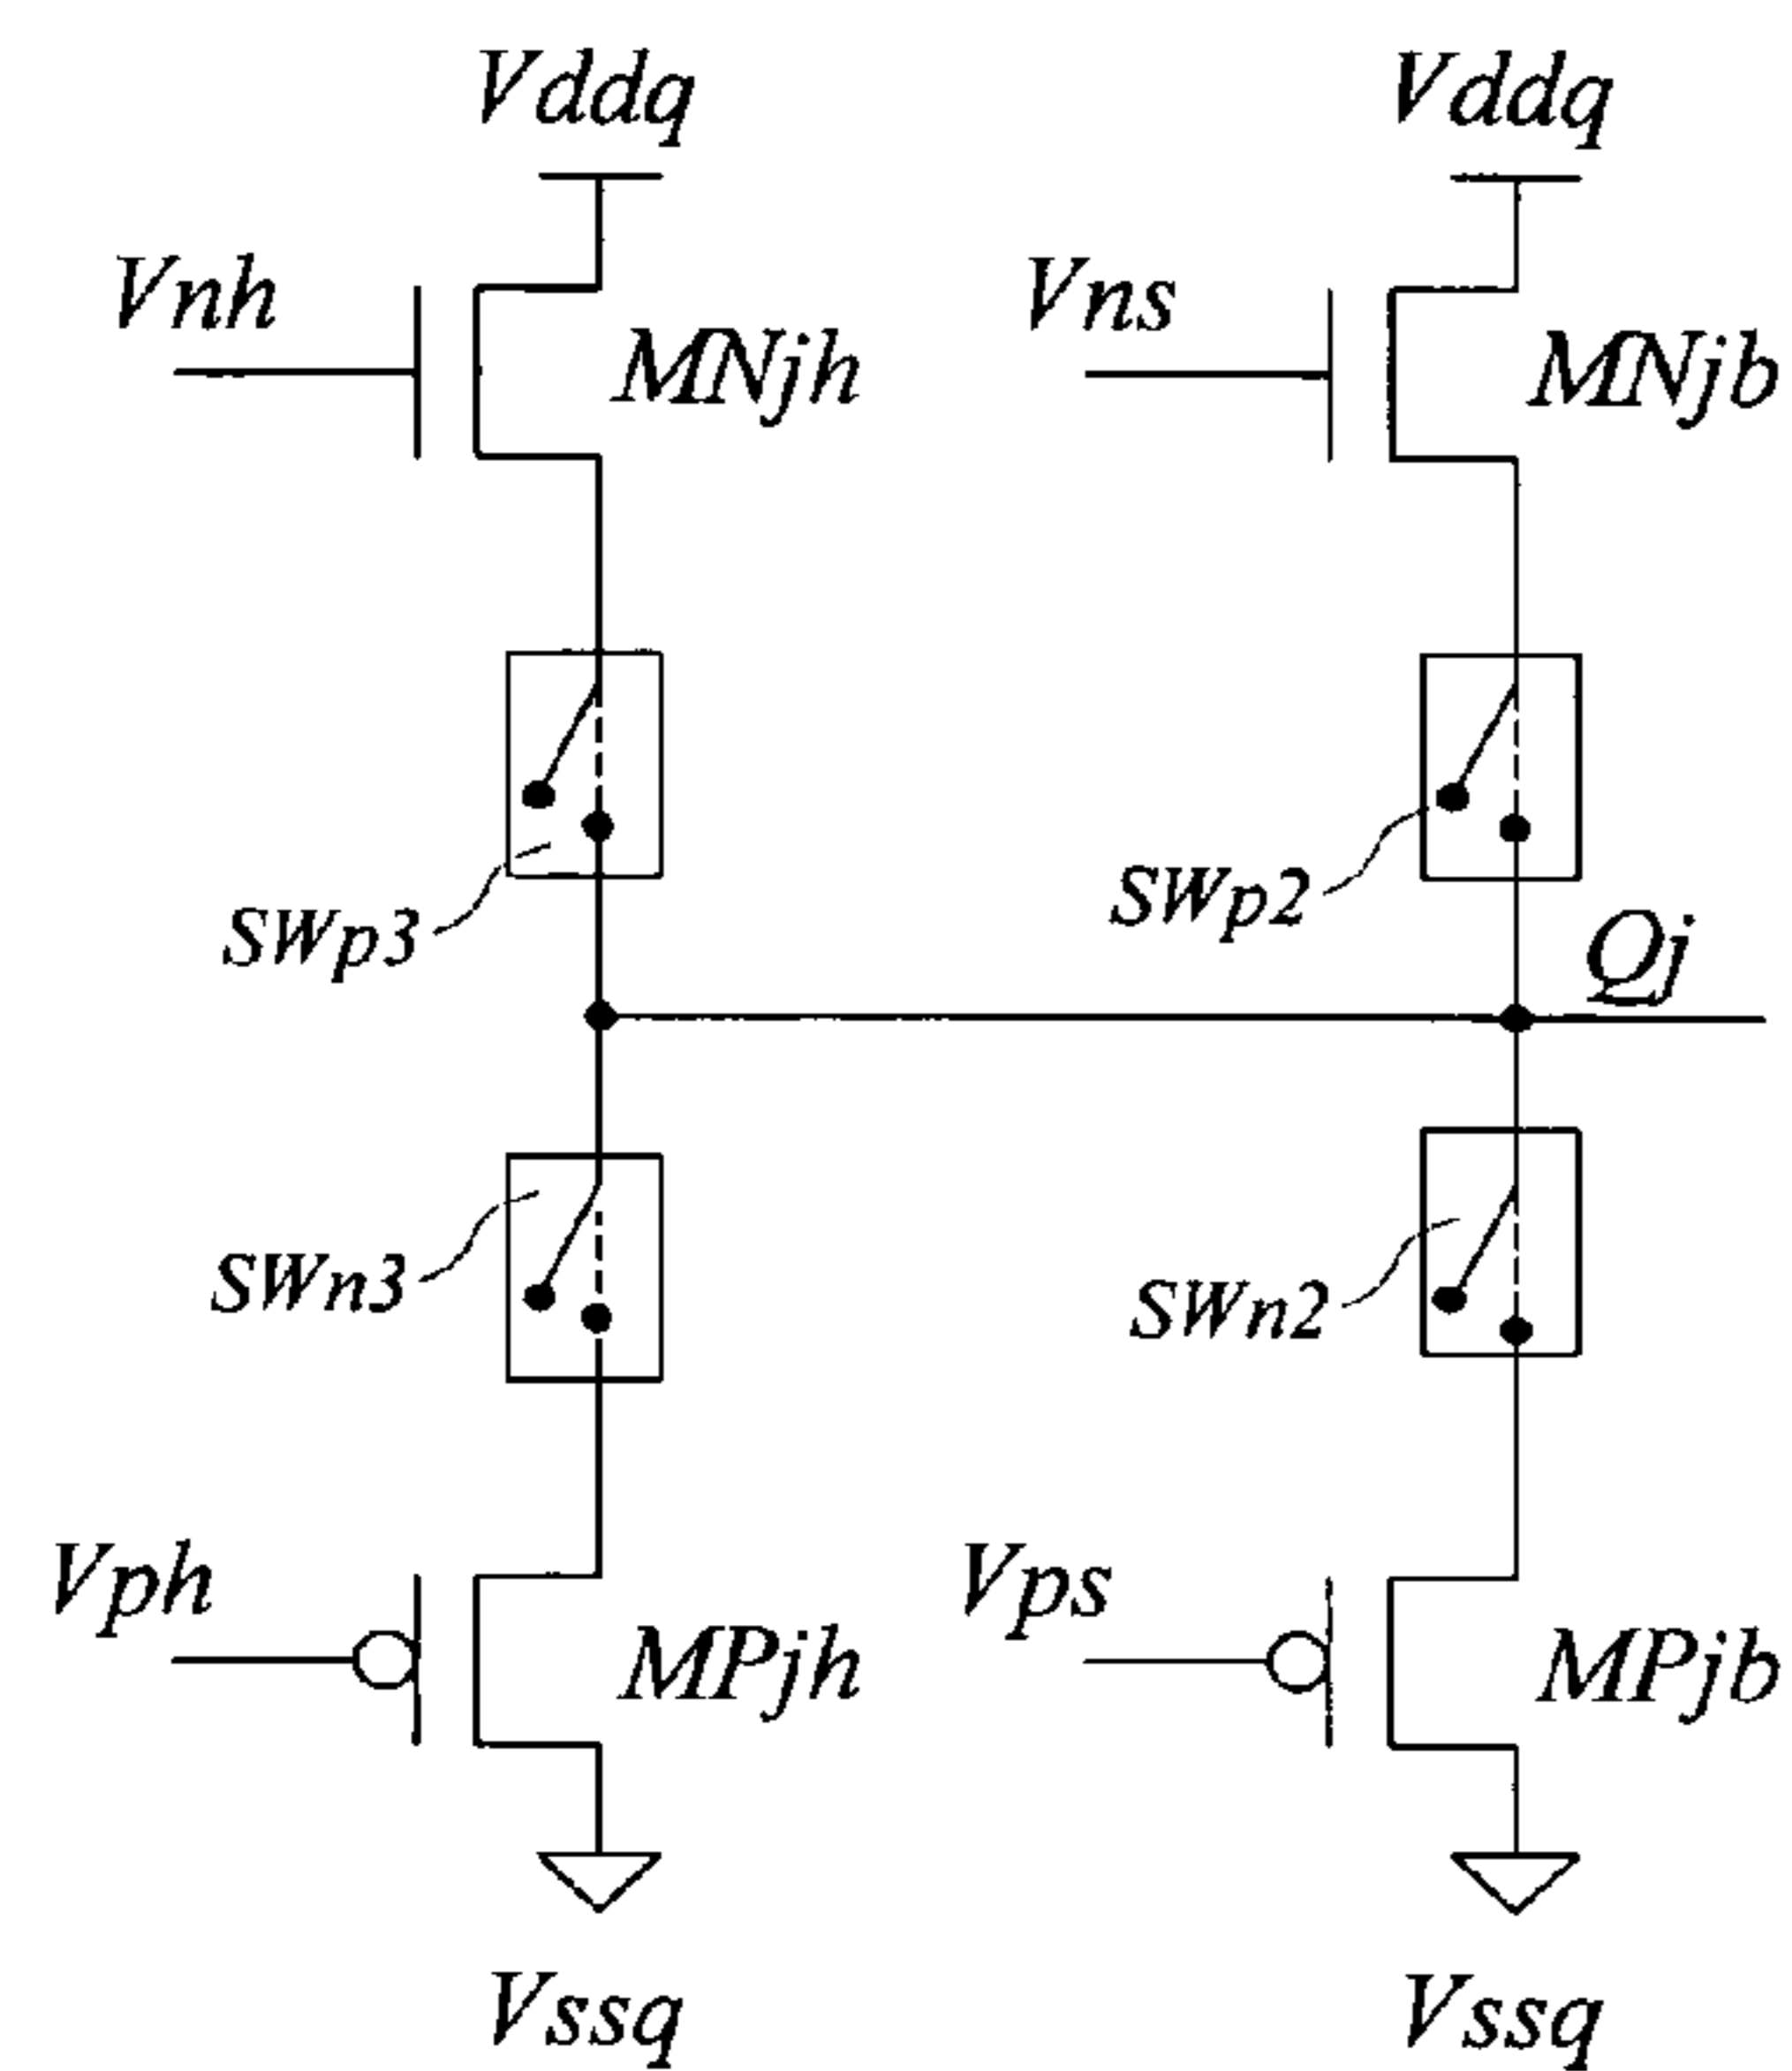 Vddq Vddq
Vnh Vns
MNjh MNjb
SWp3 SWp2
Qj
SWn3 SWn2
Vph Vps
MPjh MPjb
Vssq Vssq